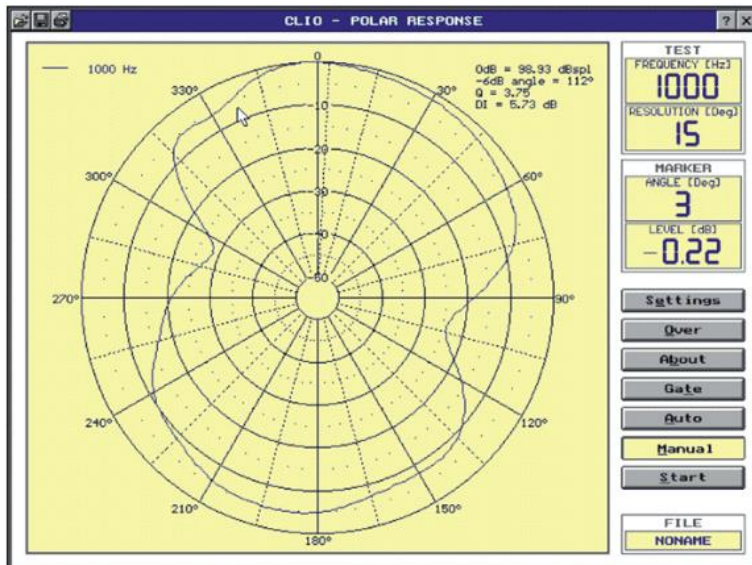 CLIO - POLAR RESPONSE
? X
1000 Hz
0dB = 98.93 dBspl
-6dB angle = 112°
Q = 3.75
DI = 5.73 dB
0
330°
30°
-10
-20
300°
60°
-30
-40
-50
270°
90°
240°
120°
210°
150°
180°
TEST
FREQUENCY [Hz]
1000
RESOLUTION [Deg]
15
MARKER
ANGLE [Deg]
3
LEVEL [dB]
-0.22
Settings
Over
About
Gate
Auto
Manual
Start
FILE
NONAME